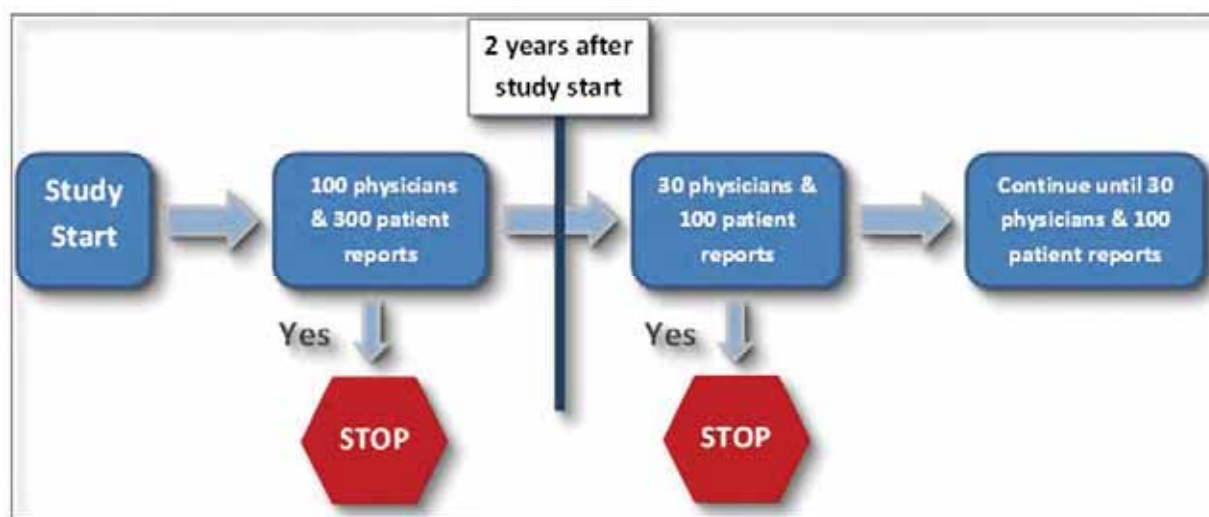 2 years after
study start
Study
Start
100 physicians
& 300 patient
reports
30 physicians &
100 patient
reports
Continue until 30
physicians & 100
patient reports
Yes
Yes
STOP
STOP